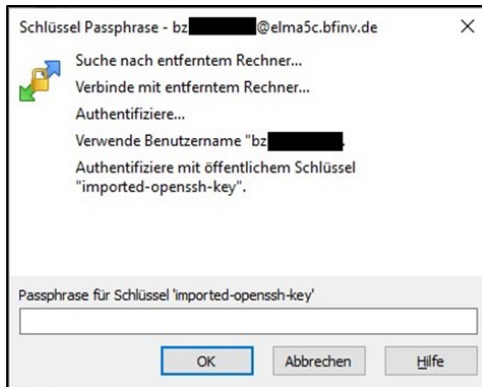 Schlüssel Passphrase - bz @elma5c.bfinv.de
Suche nach entferntem Rechner...
Verbinde mit entferntem Rechner...
Authentifiziere...
Verwende Benutzername "bz .
Authentifiziere mit öffentlichem Schlüssel
"imported-openssh-key".
Passphrase für Schlüssel 'imported-openssh-key'
OK Abbrechen Hilfe